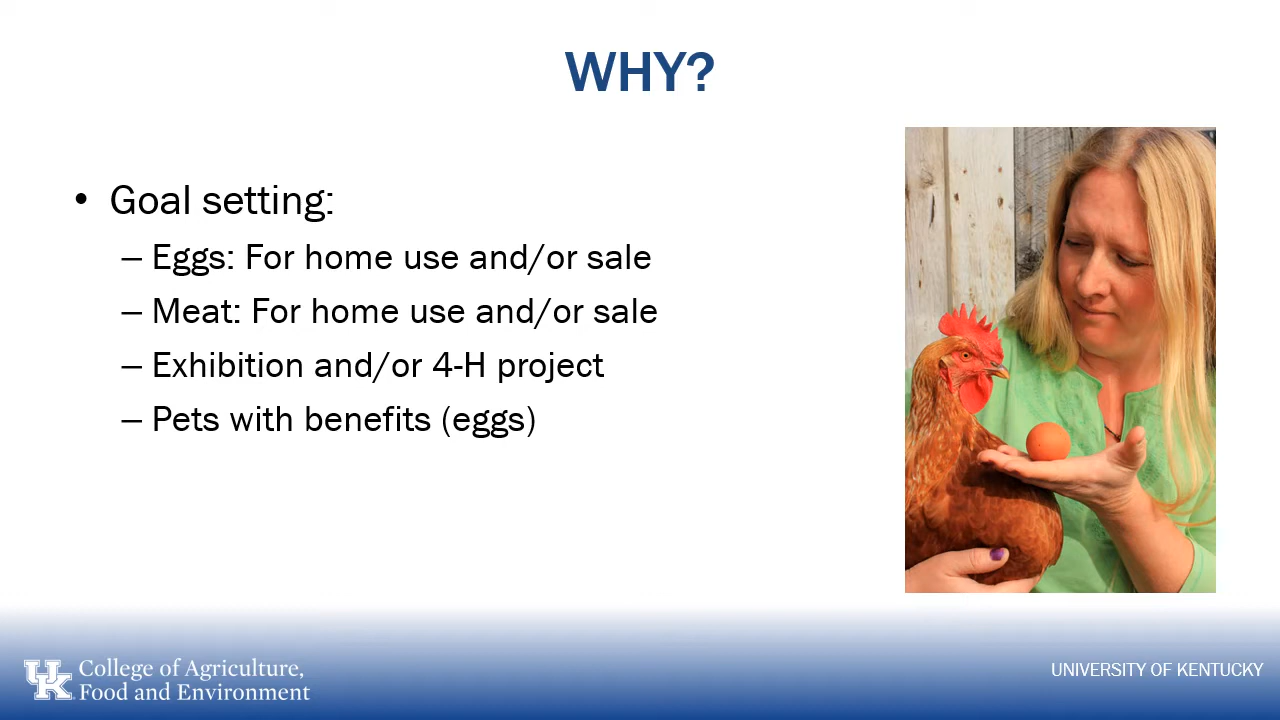 WHY?
• Goal setting:
– Eggs: For home use and/or sale
– Meat: For home use and/or sale
– Exhibition and/or 4-H project
– Pets with benefits (eggs)
UK College of Agriculture,
Food and Environment
UNIVERSITY OF KENTUCKY